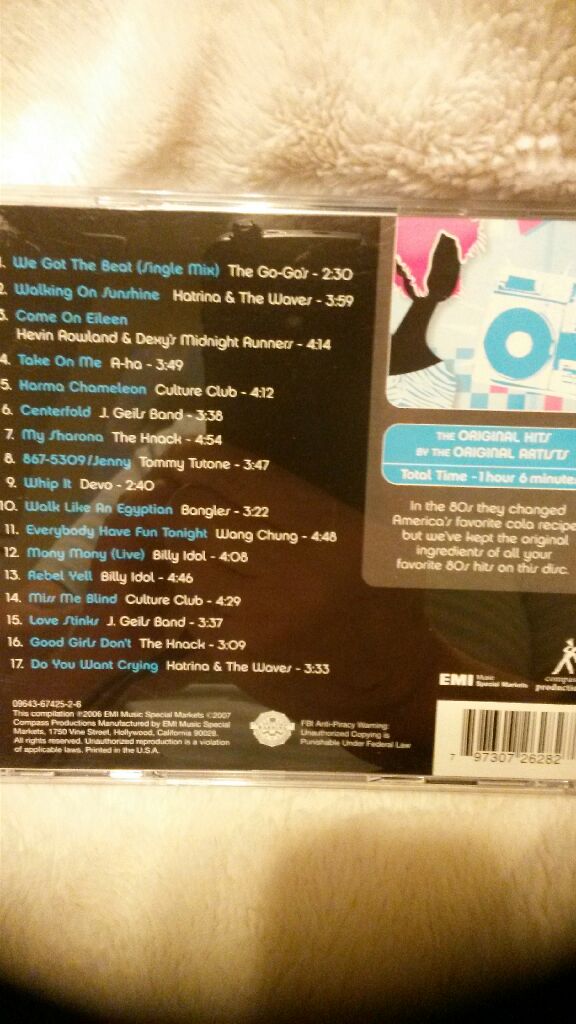 1. We Got The Beat (Single Mix) The Go-Go's - 2:30
2. Walking On Sunshine Katrina & The Waves - 3:59
3. Come On Eileen
Kevin Rowland & Dexy's Midnight Runners - 4:14
4. Take On Me A-ha - 3:49
5. Karma Chameleon Culture Club - 4:12
6. Centerfold J. Geils Band - 3:38
7. My Sharona The Knack - 4:54
8. 867-5309/Jenny Tommy Tutone - 3:47
9. Whip It Devo - 2:40
10. Walk Like An Egyptian Bangles - 3:22
11. Everybody Have Fun Tonight Wang Chung - 4:48
12. Mony Mony (Live) Billy Idol - 4:08
13. Rebel Yell Billy Idol - 4:46
14. Miss Me Blind Culture Club - 4:29
15. Love Stinks J. Geils Band - 3:37
16. Good Girls Don't The Knack - 3:09
17. Do You Want Crying Katrina & The Waves - 3:33
THE ORIGINAL HITS
BY THE ORIGINAL ARTISTS
Total Time - 1 hour 6 minutes
In the 80s they changed
America's favorite cola recipe
but we've kept the original
ingredients of all your
favorite 80s hits on this disc.
09643-67425-2-6
This compilation ℗2006 EMI Music Special Markets ©2007
Compass Productions Manufactured by EMI Music Special
Markets, 1750 Vine Street, Hollywood, California 90028.
All rights reserved. Unauthorized reproduction is a violation
of applicable laws. Printed in the U.S.A.
FBI Anti-Piracy Warning:
Unauthorized Copying is
Punishable Under Federal Law
EMI Music
Special Markets
compass
productions
7 97307 26282